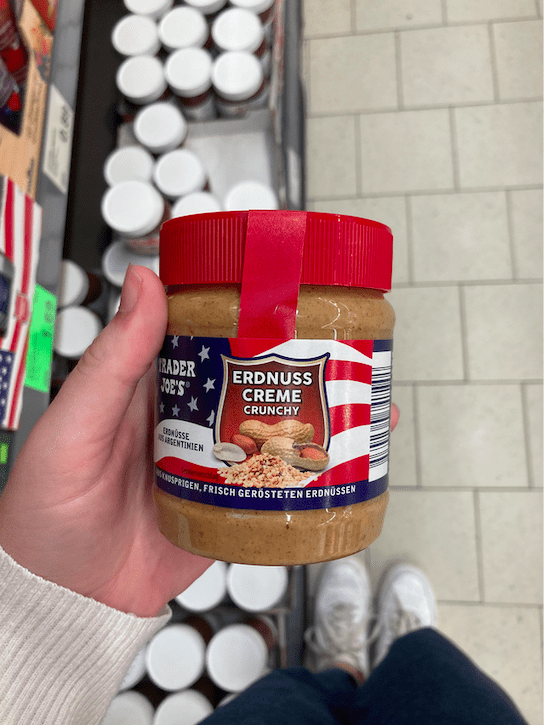 TRADER
JOE'S®
ERDNUSS
CREME
CRUNCHY
ERDNÜSSE
AUS ARGENTINIEN
KNUSPRIGEN, FRISCH GERÖSTETEN ERDNÜSSEN